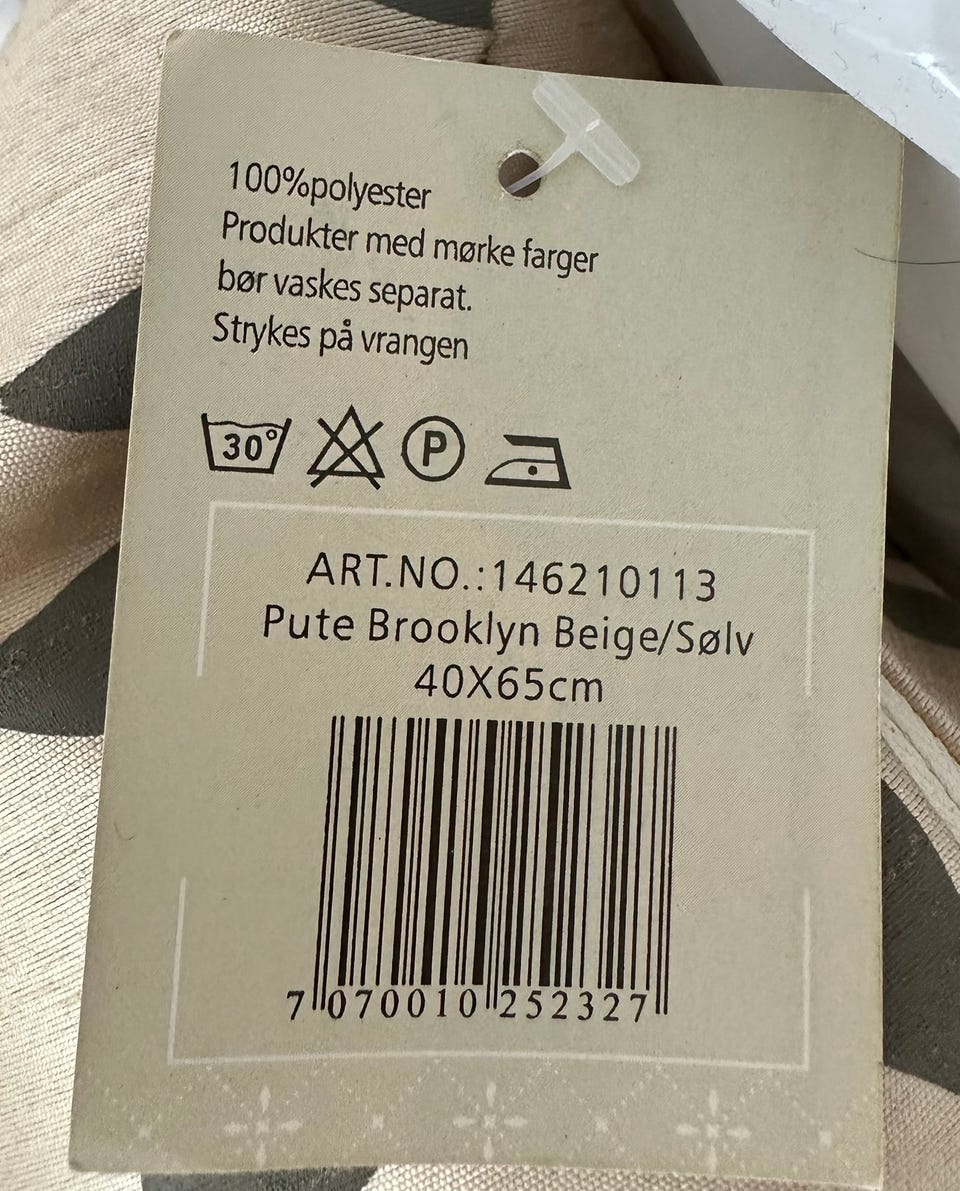 100%polyester
Produkter med mørke farger
bør vaskes separat.
Strykes på vrangen
30° P
ART.NO.:146210113
Pute Brooklyn Beige/Sølv
40X65cm
7 070010 252327